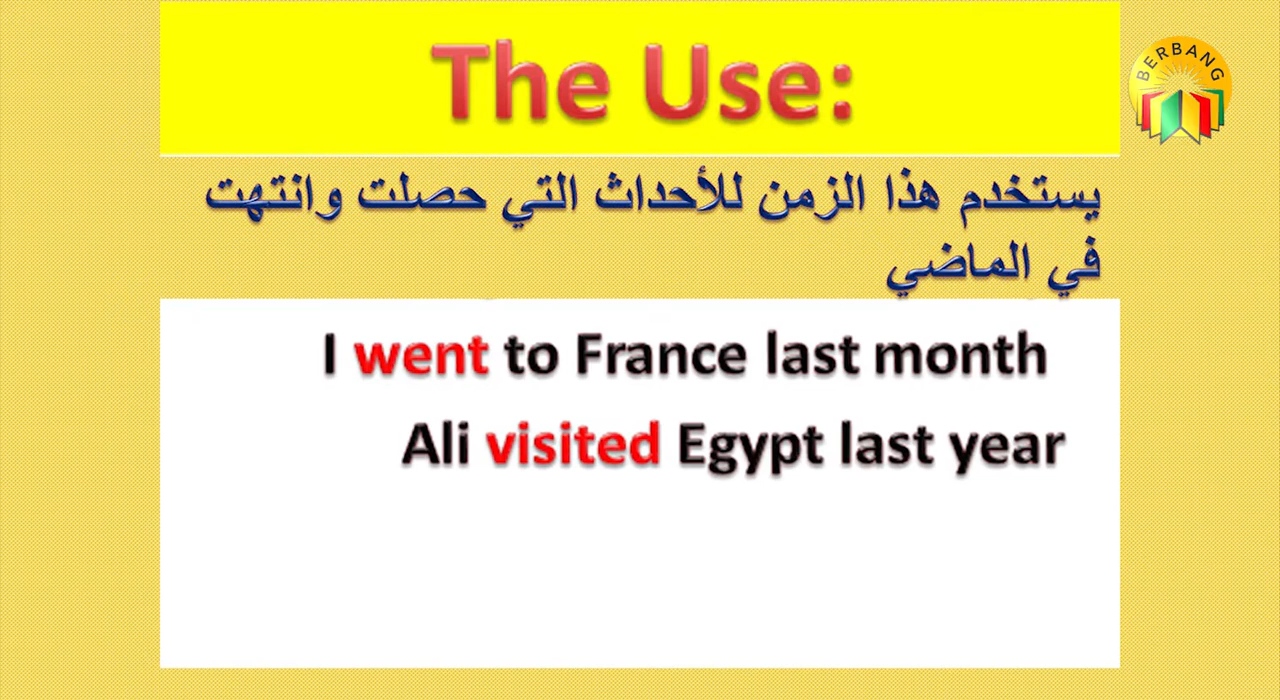 The Use:
BERBANG
يستخدم هذا الزمن للأحداث التي حصلت وانتهت
في الماضي
I went to France last month
Ali visited Egypt last year